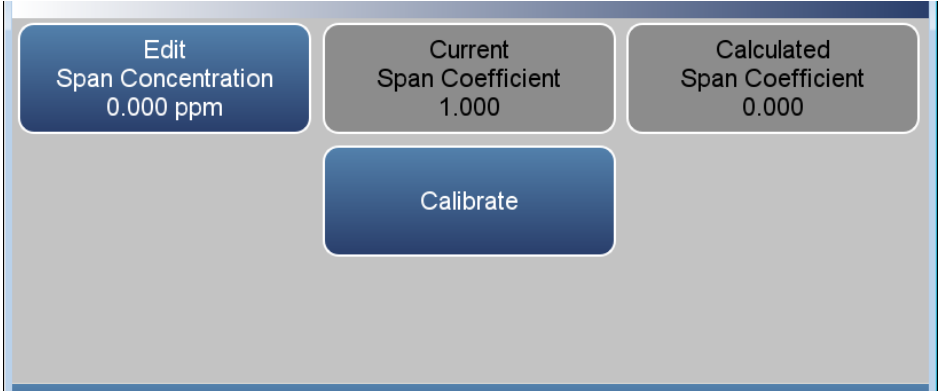 Edit
Span Concentration
0.000 ppm
Current
Span Coefficient
1.000
Calculated
Span Coefficient
0.000
Calibrate